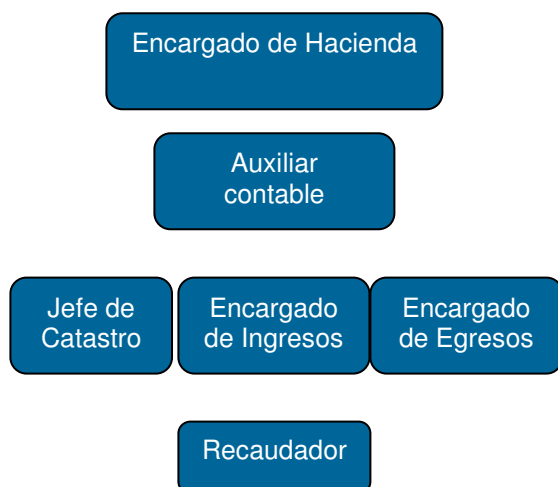 Encargado de Hacienda
Auxiliar
contable
Jefe de
Catastro
Encargado
de Ingresos
Encargado
de Egresos
Recaudador